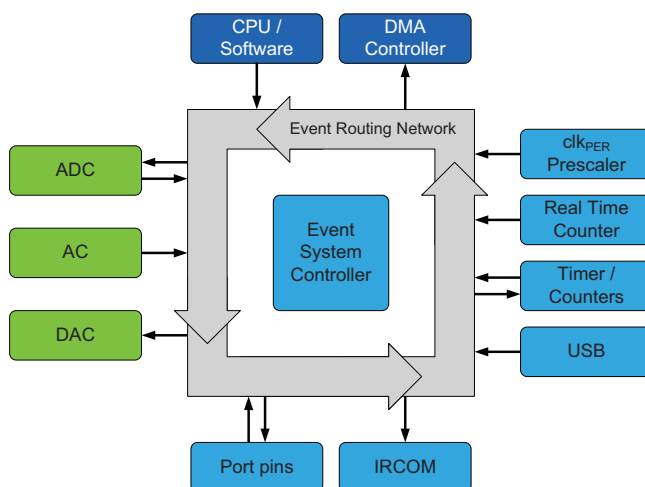 CPU /
Software
DMA
Controller
Event Routing Network
clkPER
Prescaler
ADC
Real Time
Counter
AC
Event
System
Controller
Timer /
Counters
DAC
USB
Port pins
IRCOM